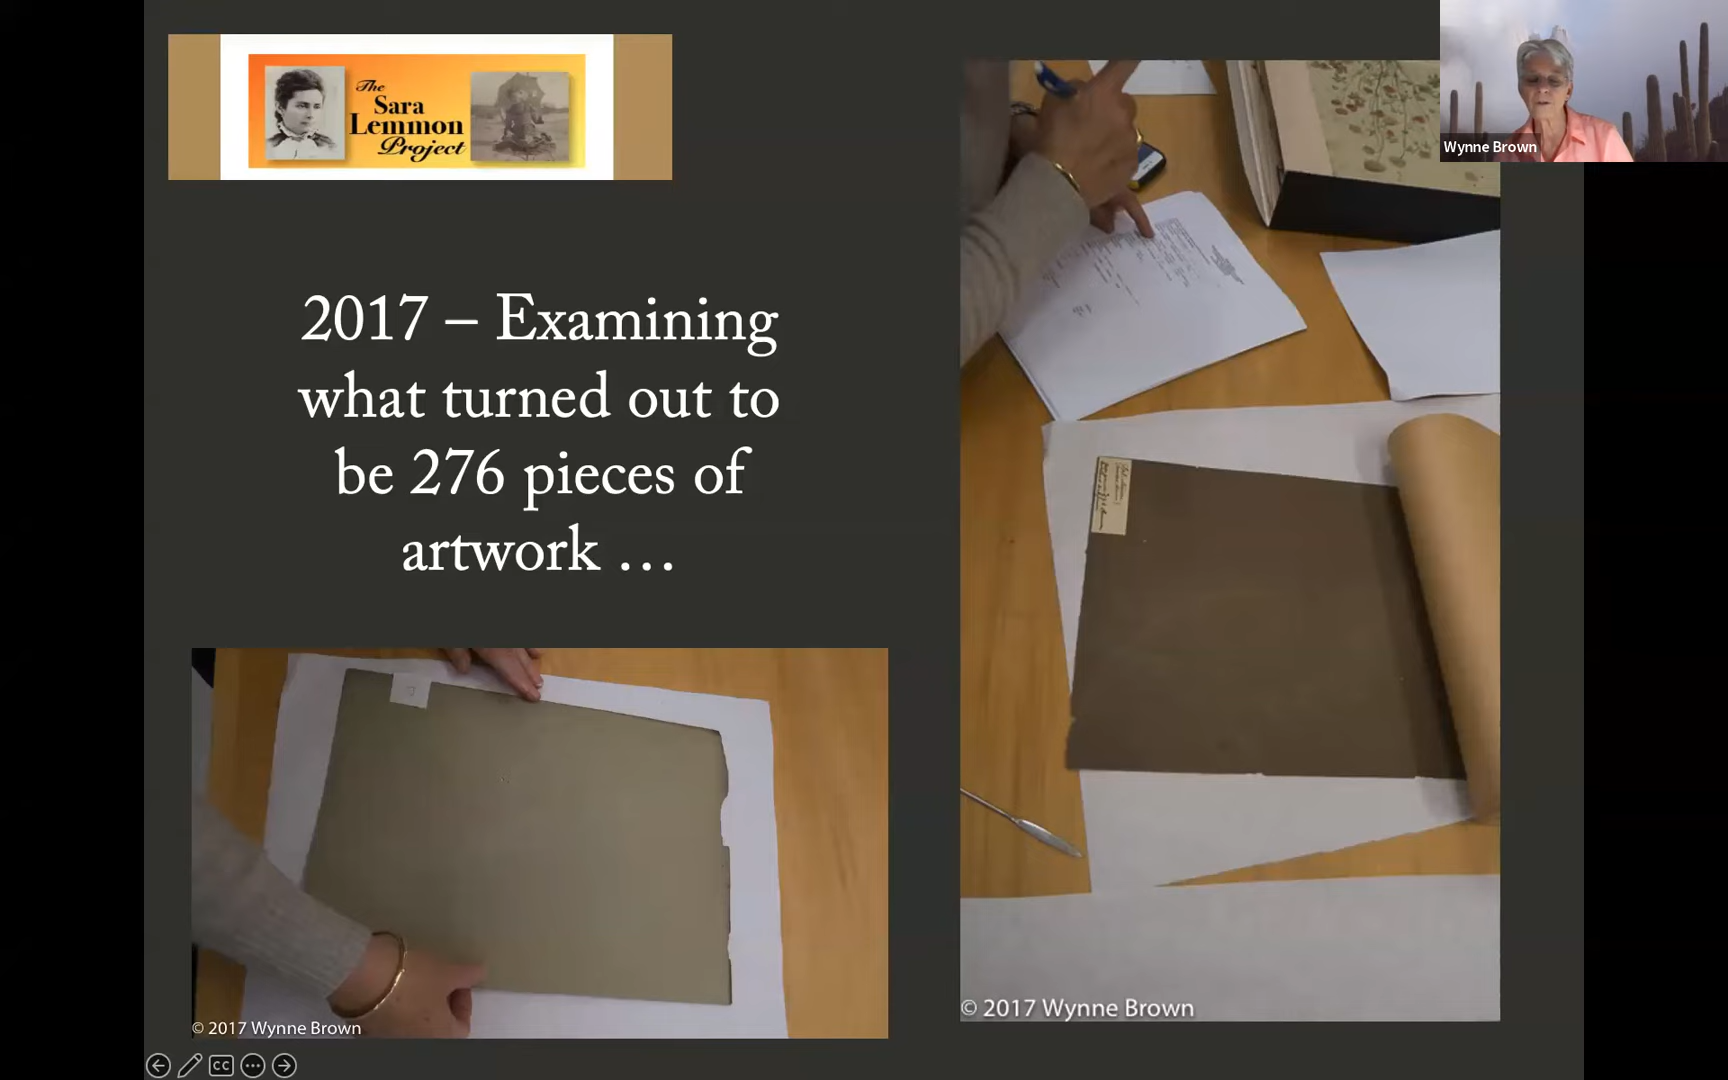 The
Sara
Lemmon
Project
Wynne Brown
2017 – Examining
what turned out to
be 276 pieces of
artwork …
© 2017 Wynne Brown
© 2017 Wynne Brown
CC